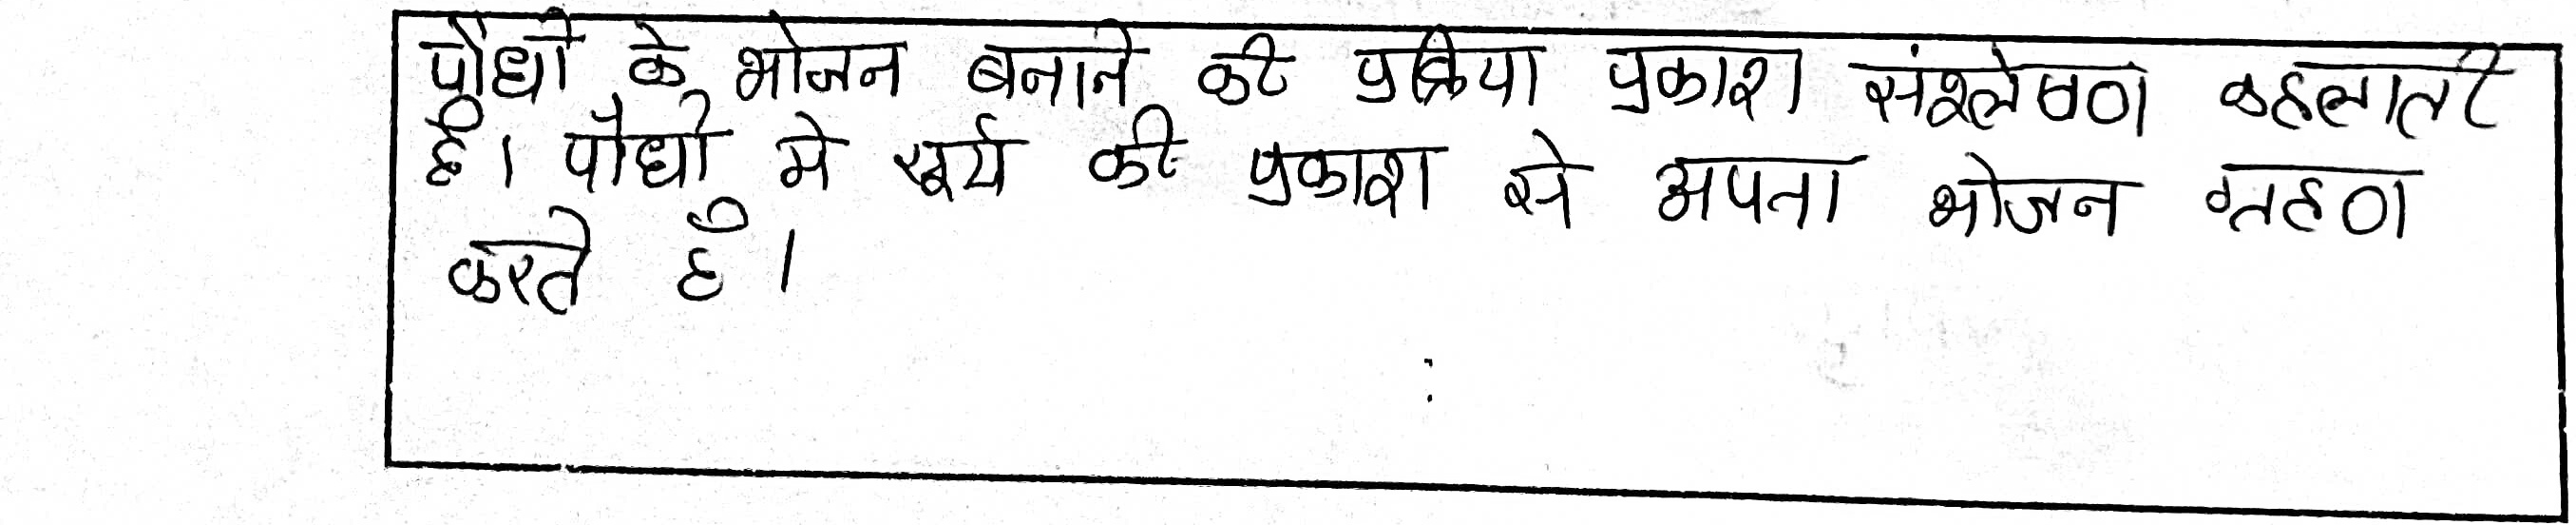 पौधों के भोजन बनाने की प्रक्रिया प्रकाश संश्लेषण कहलाती
है। पौधों मे सूर्य की प्रकाश से अपना भोजन ग्रहण
करते हैं।